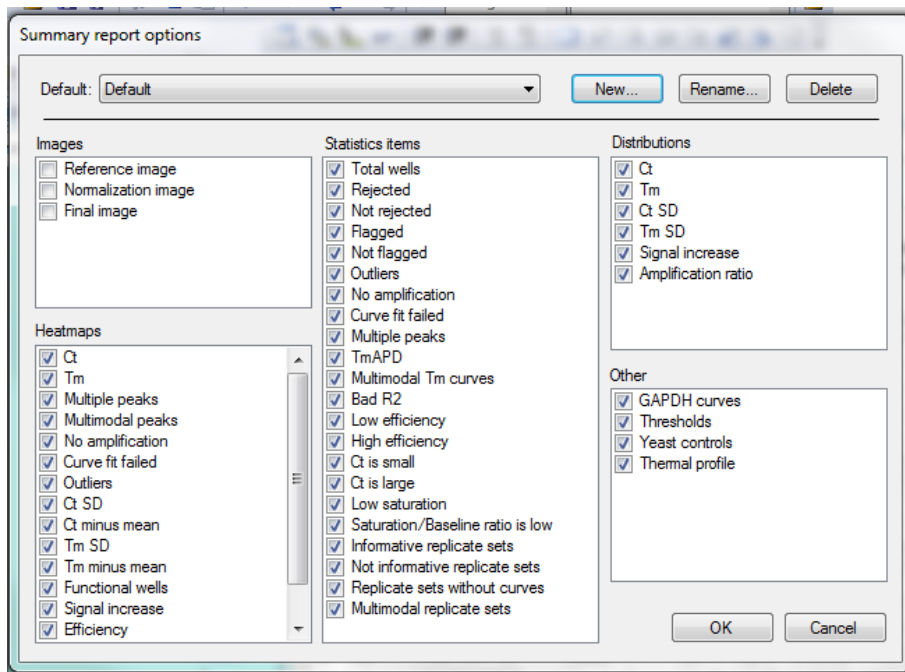 Summary report options
Default: Default
New...
Rename...
Delete
Images
Reference image
Normalization image
Final image
Heatmaps
Ct
Tm
Multiple peaks
Multimodal peaks
No amplification
Curve fit failed
Outliers
Ct SD
Ct minus mean
Tm SD
Tm minus mean
Functional wells
Signal increase
Efficiency
Statistics items
Total wells
Rejected
Not rejected
Flagged
Not flagged
Outliers
No amplification
Curve fit failed
Multiple peaks
TmAPD
Multimodal Tm curves
Bad R2
Low efficiency
High efficiency
Ct is small
Ct is large
Low saturation
Saturation/Baseline ratio is low
Informative replicate sets
Not informative replicate sets
Replicate sets without curves
Multimodal replicate sets
Distributions
Ct
Tm
Ct SD
Tm SD
Signal increase
Amplification ratio
Other
GAPDH curves
Thresholds
Yeast controls
Thermal profile
OK
Cancel